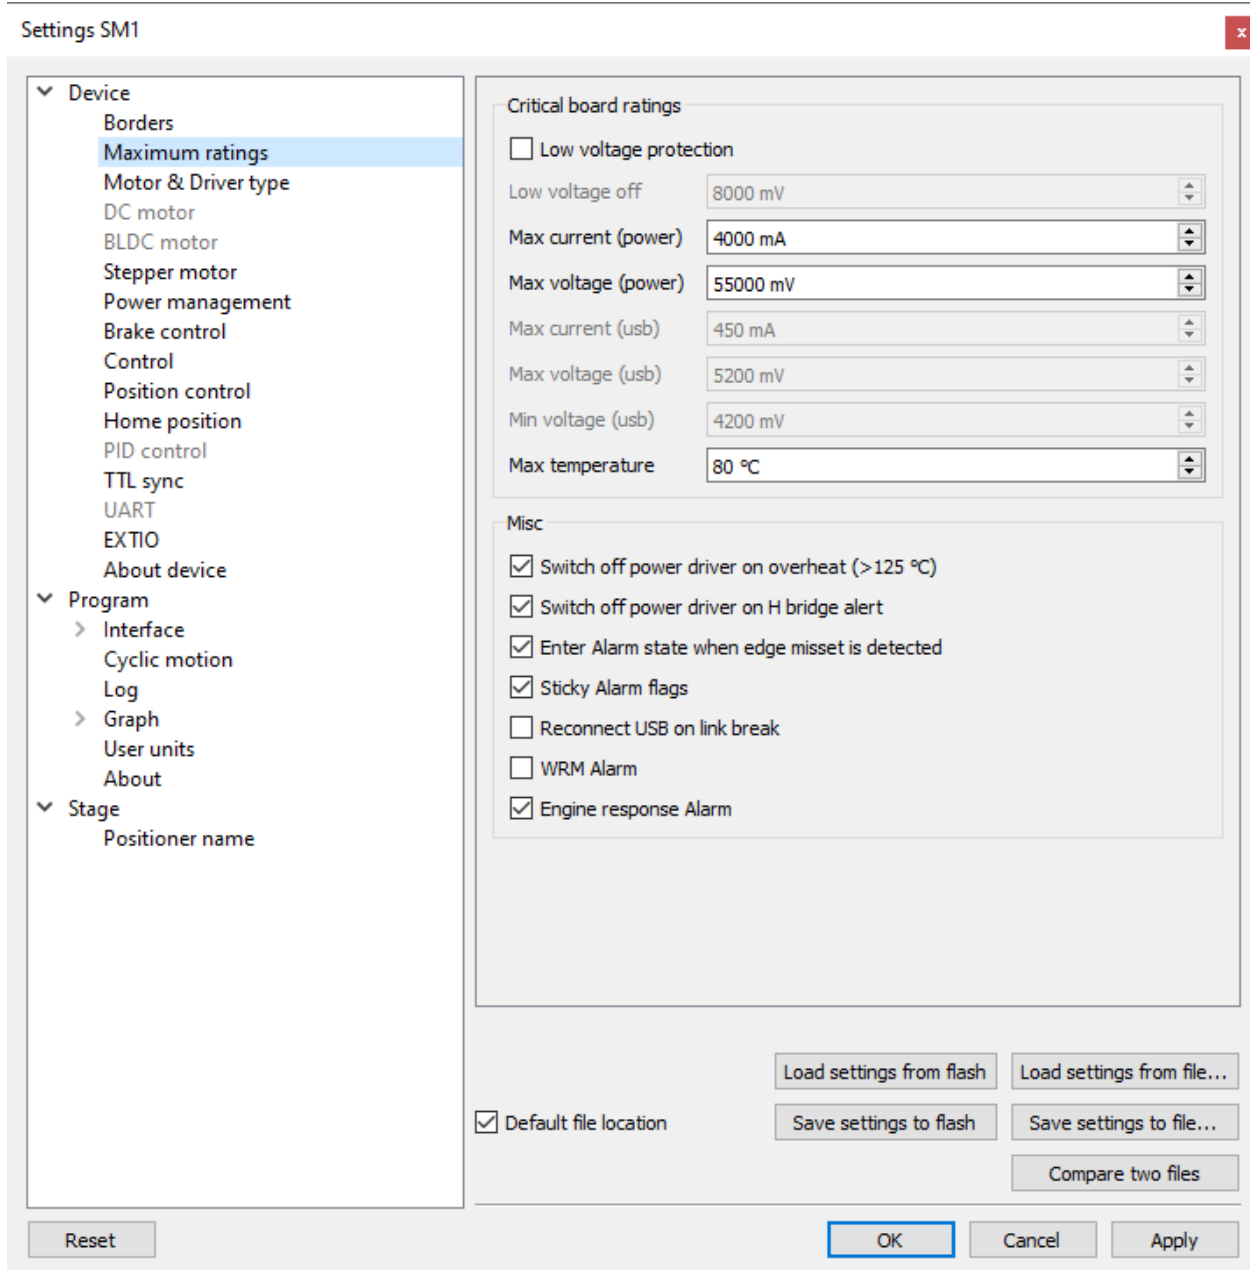 Settings SM1
x
Device
Borders
Maximum ratings
Motor & Driver type
DC motor
BLDC motor
Stepper motor
Power management
Brake control
Control
Position control
Home position
PID control
TTL sync
UART
EXTIO
About device
Program
Interface
Cyclic motion
Log
Graph
User units
About
Stage
Positioner name
Critical board ratings
Low voltage protection
Low voltage off 8000 mV
Max current (power) 4000 mA
Max voltage (power) 55000 mV
Max current (usb) 450 mA
Max voltage (usb) 5200 mV
Min voltage (usb) 4200 mV
Max temperature 80 °C
Misc
Switch off power driver on overheat (>125 °C)
Switch off power driver on H bridge alert
Enter Alarm state when edge misset is detected
Sticky Alarm flags
Reconnect USB on link break
WRM Alarm
Engine response Alarm
Load settings from flash Load settings from file...
Default file location Save settings to flash Save settings to file...
Compare two files
Reset OK Cancel Apply